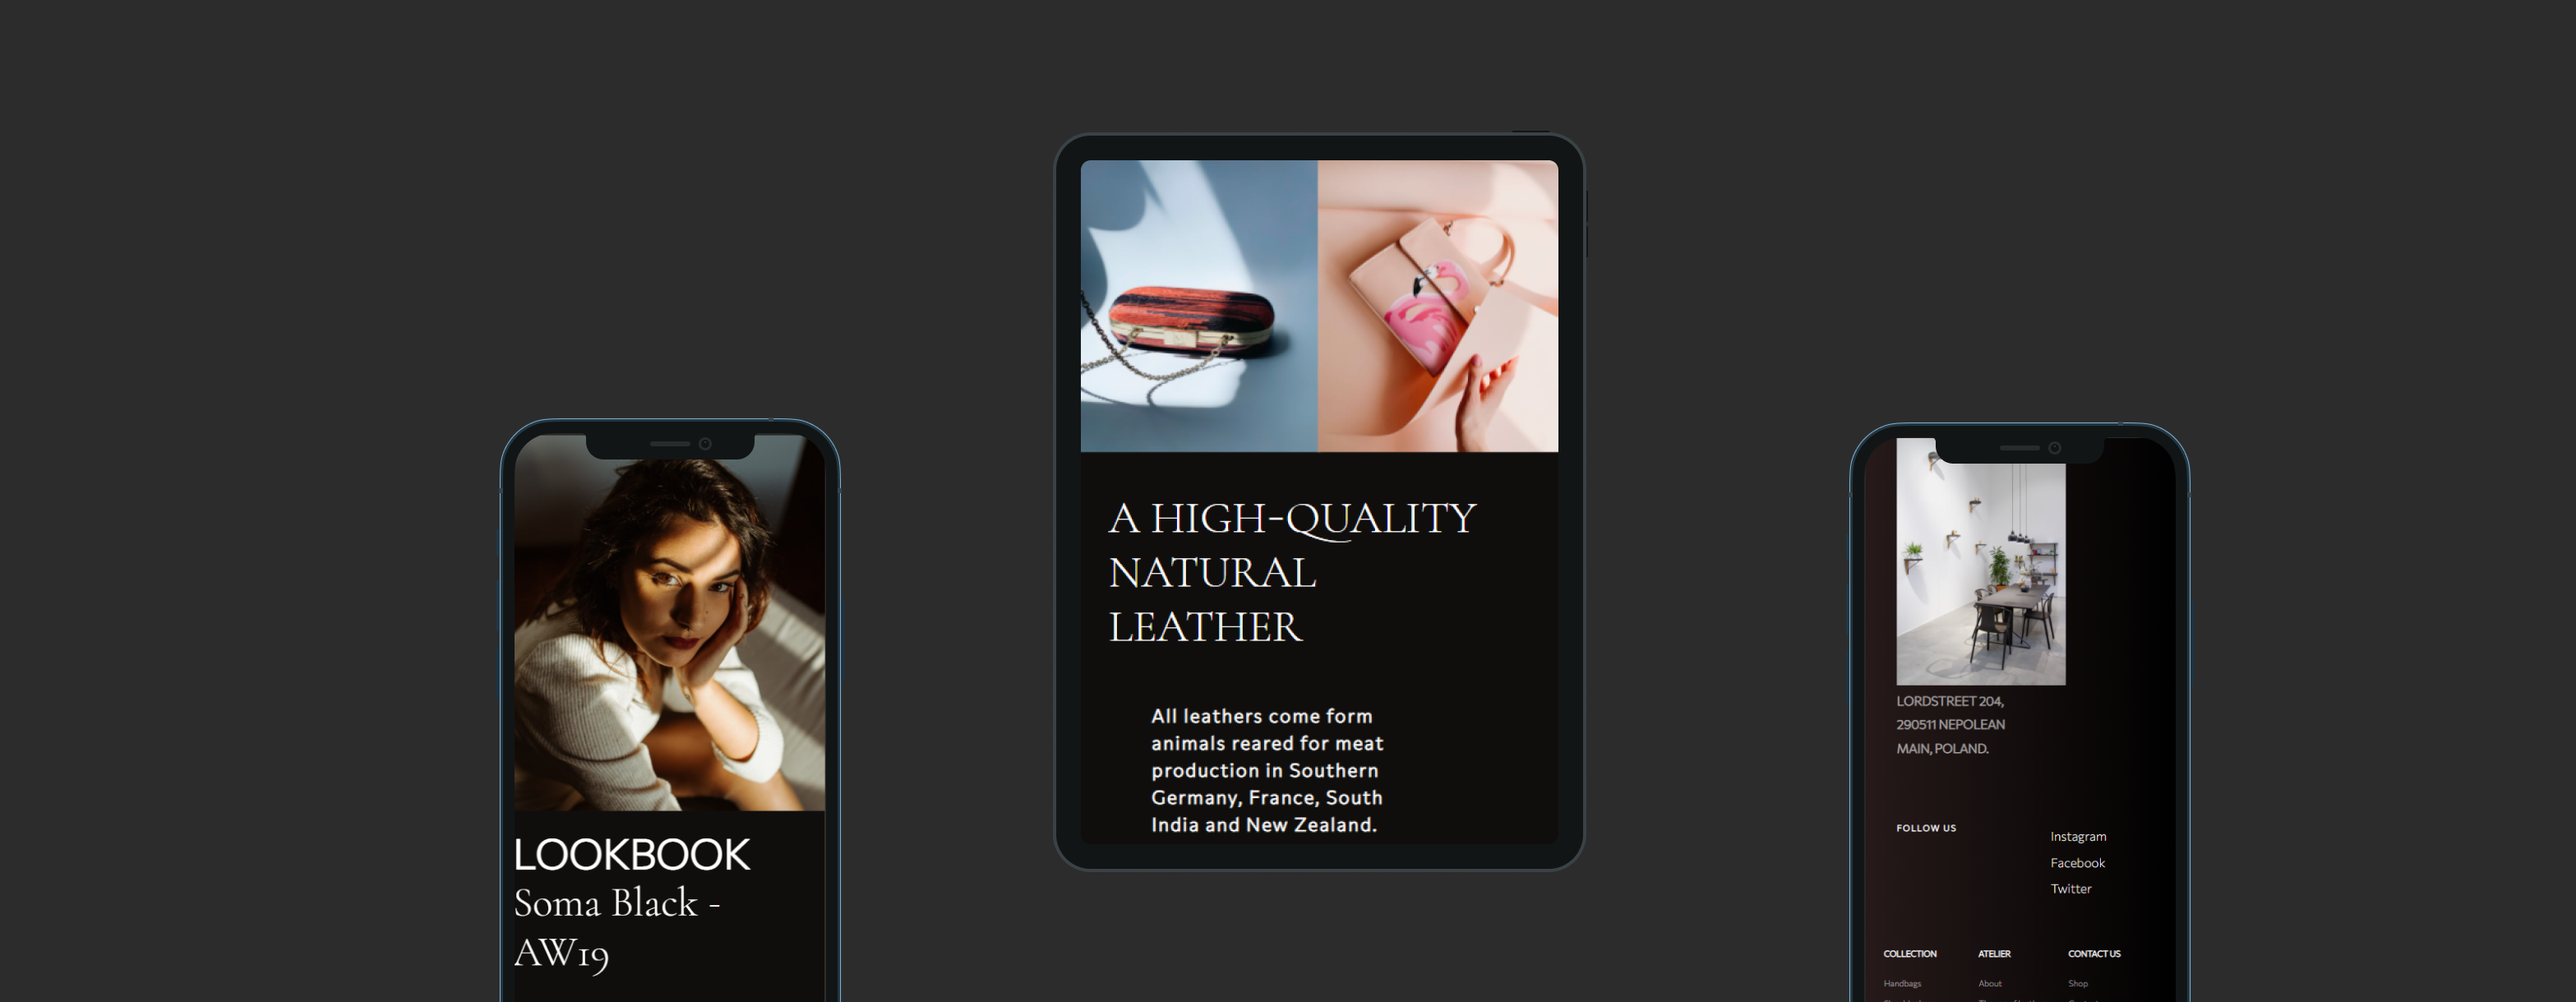 LOOKBOOK
Soma Black -
AW19
A HIGH-QUALITY
NATURAL
LEATHER
All leathers come form
animals reared for meat
production in Southern
Germany, France, South
India and New Zealand.
LORDSTREET 204,
290511 NEPOLEAN
MAIN, POLAND.
FOLLOW US
Instagram
Facebook
Twitter
COLLECTION ATELIER CONTACT US
Handbags About Shop